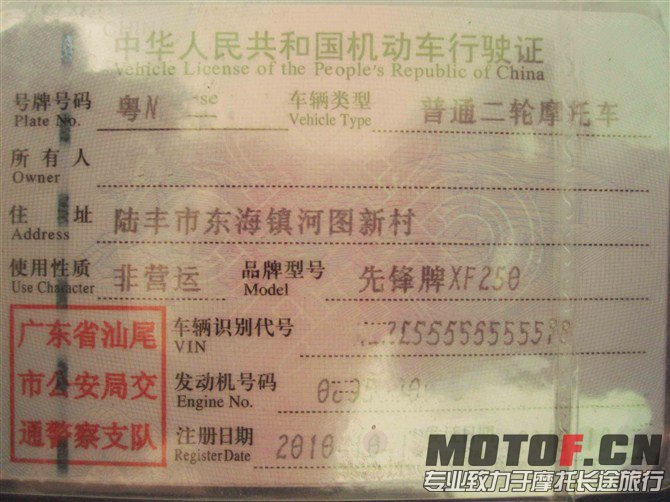 中华人民共和国机动车行驶证
Vehicle License of the People's Republic of China
号牌号码 粤N 车辆类型 普通二轮摩托车
Plate No. Vehicle Type
所有人
Owner
住址 陆丰市东海镇河图新村
Address
使用性质 非营运 品牌型号 先锋牌XF250
Use Character Model
广东省汕尾
市公安局交
通警察支队
车辆识别代号
VIN
发动机号码
Engine No.
注册日期 2010
Register Date
MOTOF.CN
专业致力于摩托长途旅行